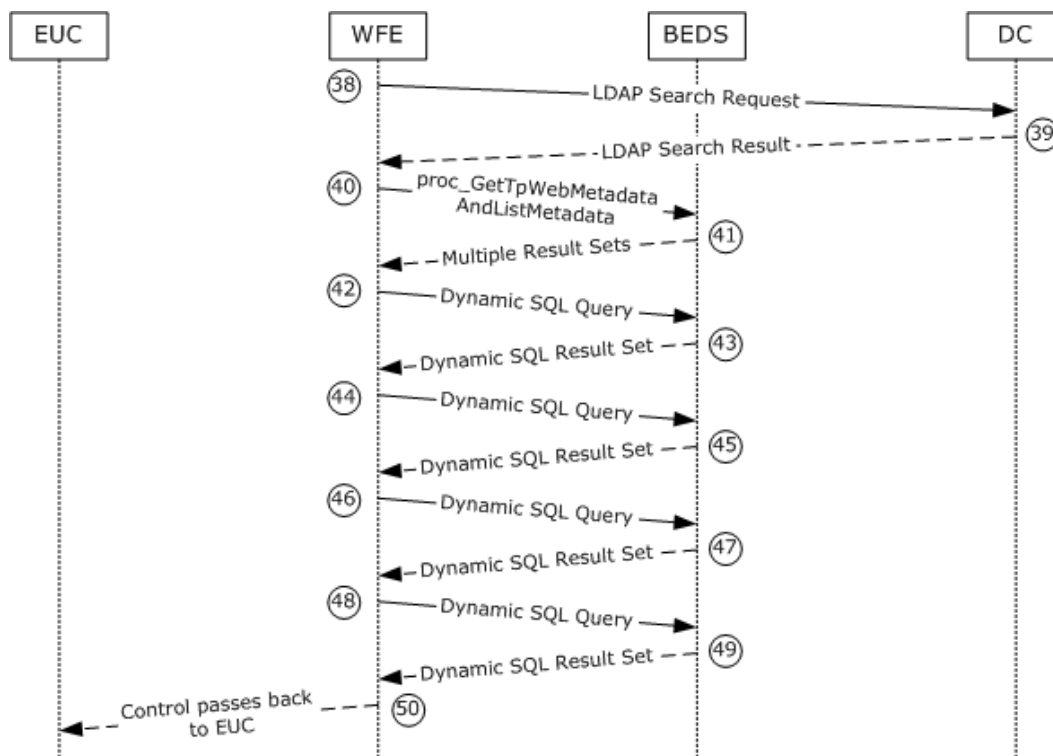 EUC WFE BEDS DC
38 LDAP Search Request
LDAP Search Result 39
40 proc_GetTpWebMetadata
AndListMetadata
Multiple Result Sets 41
42 Dynamic SQL Query
Dynamic SQL Result Set 43
44 Dynamic SQL Query
Dynamic SQL Result Set 45
46 Dynamic SQL Query
Dynamic SQL Result Set 47
48 Dynamic SQL Query
Dynamic SQL Result Set 49
Control passes back 50
to EUC